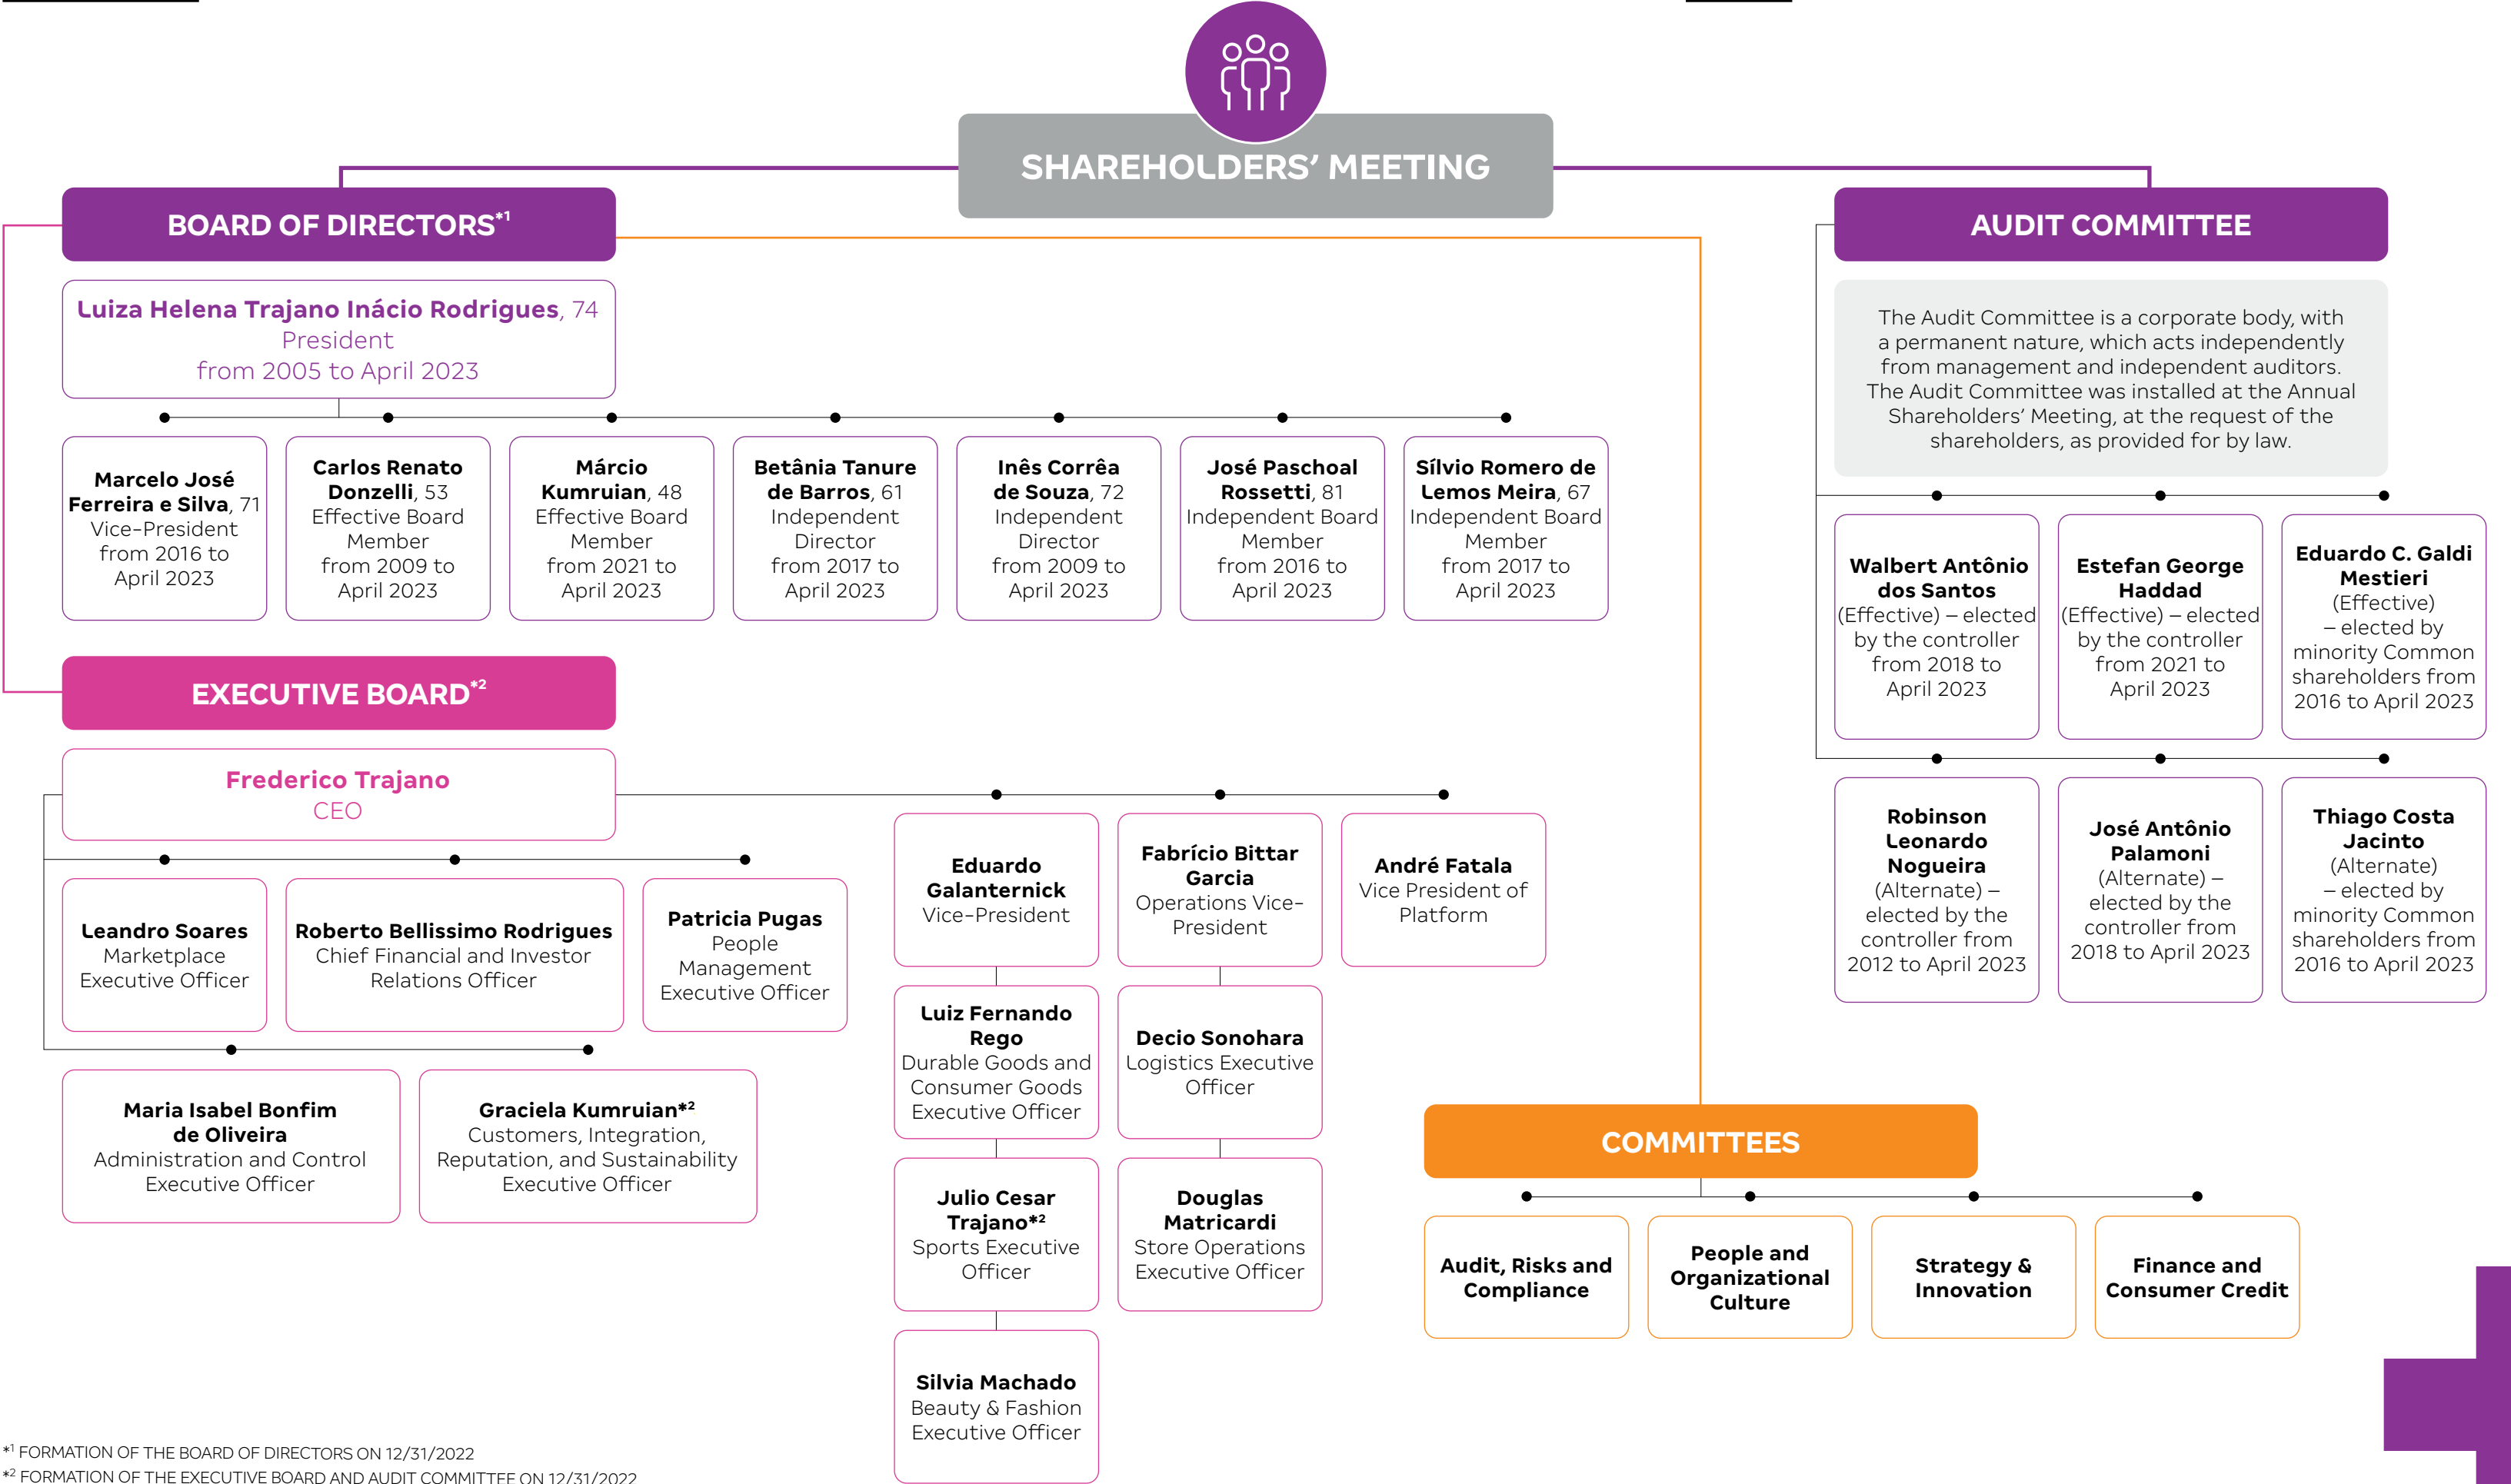 SHAREHOLDERS’ MEETING
BOARD OF DIRECTORS*1
Luiza Helena Trajano Inácio Rodrigues, 74
President
from 2005 to April 2023
Marcelo José
Ferreira e Silva, 71
Vice-President
from 2016 to
April 2023
Carlos Renato
Donzelli, 53
Effective Board
Member
from 2009 to
April 2023
Márcio
Kumruian, 48
Effective Board
Member
from 2021 to
April 2023
Betânia Tanure
de Barros, 61
Independent
Director
from 2017 to
April 2023
Inês Corrêa
de Souza, 72
Independent
Director
from 2009 to
April 2023
José Paschoal
Rossetti, 81
Independent Board
Member
from 2016 to
April 2023
Sílvio Romero de
Lemos Meira, 67
Independent Board
Member
from 2017 to
April 2023
EXECUTIVE BOARD*2
Frederico Trajano
CEO
Leandro Soares
Marketplace
Executive Officer
Roberto Bellissimo Rodrigues
Chief Financial and Investor
Relations Officer
Patricia Pugas
People
Management
Executive Officer
Maria Isabel Bonfim
de Oliveira
Administration and Control
Executive Officer
Graciela Kumruian*2
Customers, Integration,
Reputation, and Sustainability
Executive Officer
Eduardo
Galanternick
Vice-President
Luiz Fernando
Rego
Durable Goods and
Consumer Goods
Executive Officer
Julio Cesar
Trajano*2
Sports Executive
Officer
Silvia Machado
Beauty & Fashion
Executive Officer
Fabrício Bittar
Garcia
Operations Vice-
President
Decio Sonohara
Logistics Executive
Officer
Douglas
Matricardi
Store Operations
Executive Officer
André Fatala
Vice President of
Platform
AUDIT COMMITTEE
The Audit Committee is a corporate body, with
a permanent nature, which acts independently
from management and independent auditors.
The Audit Committee was installed at the Annual
Shareholders’ Meeting, at the request of the
shareholders, as provided for by law.
Walbert Antônio
dos Santos
(Effective) – elected
by the controller
from 2018 to
April 2023
Estefan George
Haddad
(Effective) – elected
by the controller
from 2021 to
April 2023
Eduardo C. Galdi
Mestieri
(Effective)
– elected by
minority Common
shareholders from
2016 to April 2023
Robinson
Leonardo
Nogueira
(Alternate) –
elected by the
controller from
2012 to April 2023
José Antônio
Palamoni
(Alternate) –
elected by the
controller from
2018 to April 2023
Thiago Costa
Jacinto
(Alternate)
– elected by
minority Common
shareholders from
2016 to April 2023
COMMITTEES
Audit, Risks and
Compliance
People and
Organizational
Culture
Strategy &
Innovation
Finance and
Consumer Credit
*1 FORMATION OF THE BOARD OF DIRECTORS ON 12/31/2022
*2 FORMATION OF THE EXECUTIVE BOARD AND AUDIT COMMITTEE ON 12/31/2022